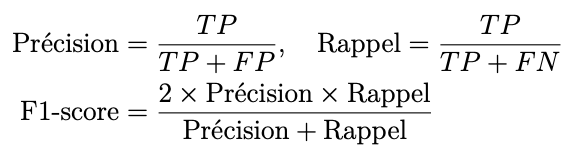 Précision = TP / (TP + FP), Rappel = TP / (TP + FN)
F1-score = (2 × Précision × Rappel) / (Précision + Rappel)